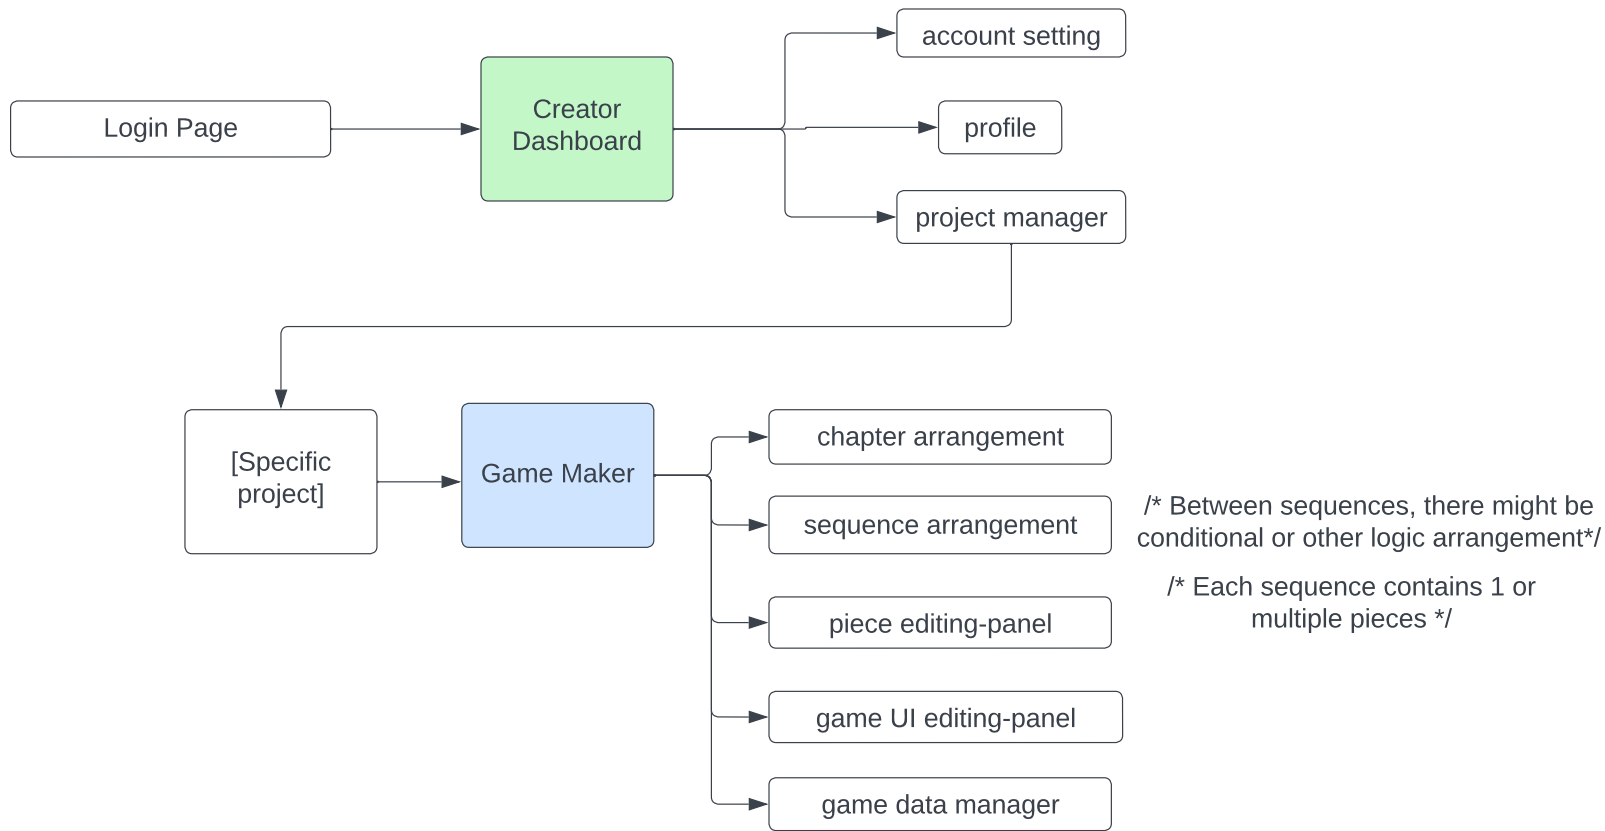 account setting
Creator
Dashboard
Login Page
profile
project manager
[Specific
project]
Game Maker
chapter arrangement
sequence arrangement
/* Between sequences, there might be
conditional or other logic arrangement*/
/* Each sequence contains 1 or
multiple pieces */
piece editing-panel
game UI editing-panel
game data manager